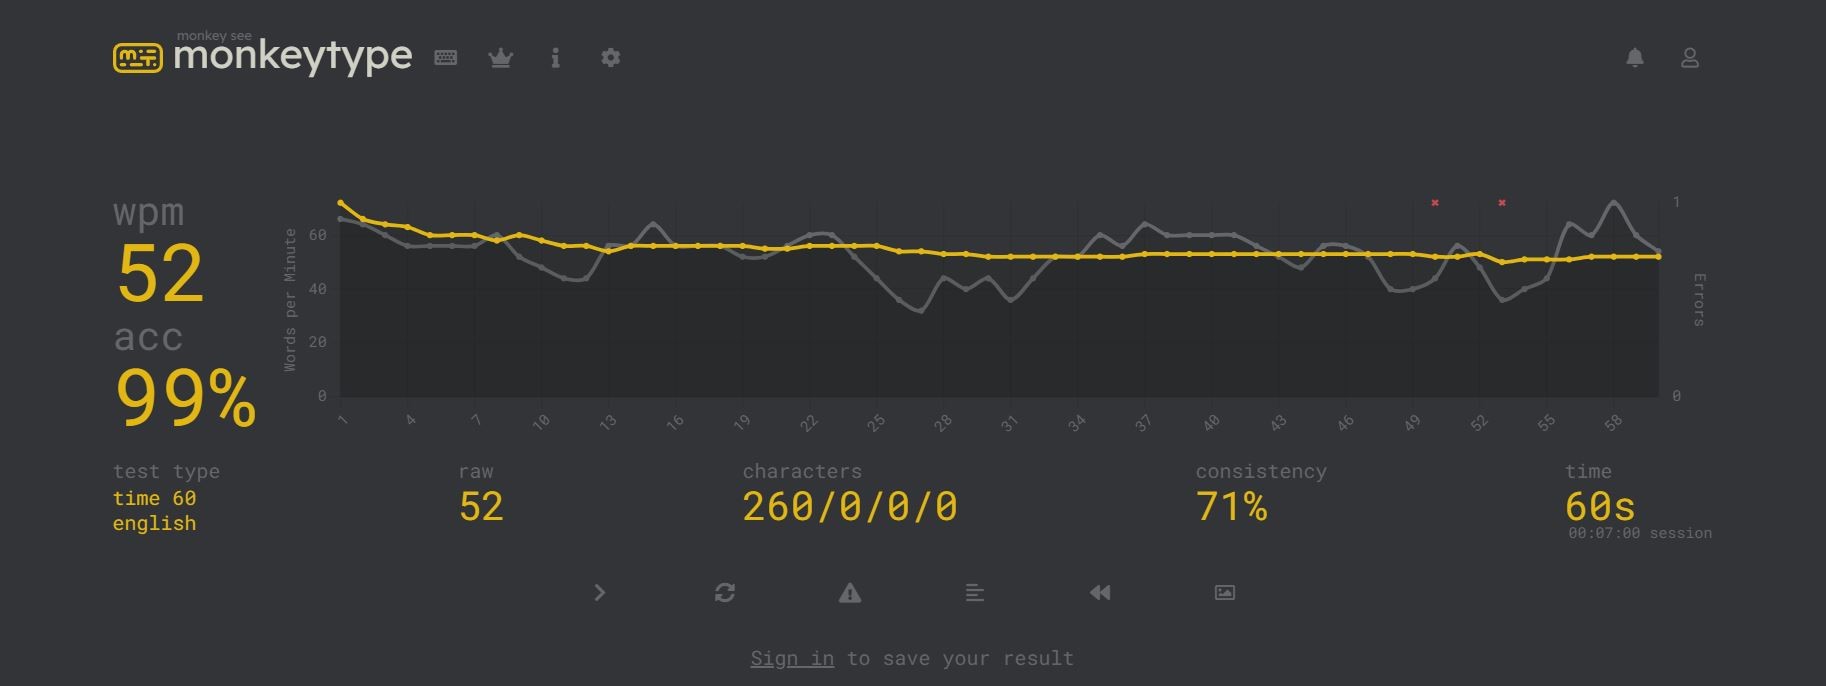 monkey see
monkeytype
wpm
52
acc
99%
Words per Minute
60
40
20
0
1
0
Errors
1 4 7 10 13 16 19 22 25 28 31 34 37 40 43 46 49 52 55 58
test type
time 60
english
raw
52
characters
260/0/0/0
consistency
71%
time
60s
00:07:00 session
Sign in to save your result